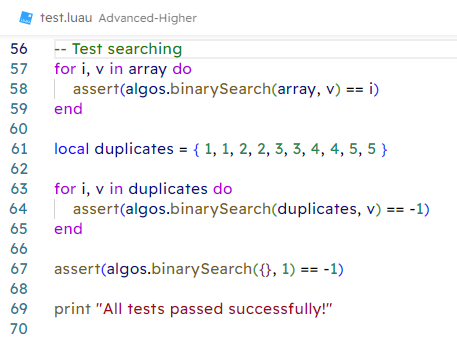 test.luau Advanced-Higher
56 -- Test searching
57 for i, v in array do
58 assert(algos.binarySearch(array, v) == i)
59 end
60
61 local duplicates = { 1, 1, 2, 2, 3, 3, 4, 4, 5, 5 }
62
63 for i, v in duplicates do
64 assert(algos.binarySearch(duplicates, v) == -1)
65 end
66
67 assert(algos.binarySearch({}, 1) == -1)
68
69 print "All tests passed successfully!"
70